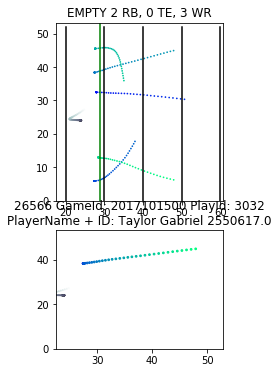 EMPTY 2 RB, 0 TE, 3 WR
50
40
30
20
10
0
20 30 40 50 60
26566 GameId: 2017101500 PlayId: 3032
PlayerName + ID: Taylor Gabriel 2550617.0
40
20
0
30 40 50